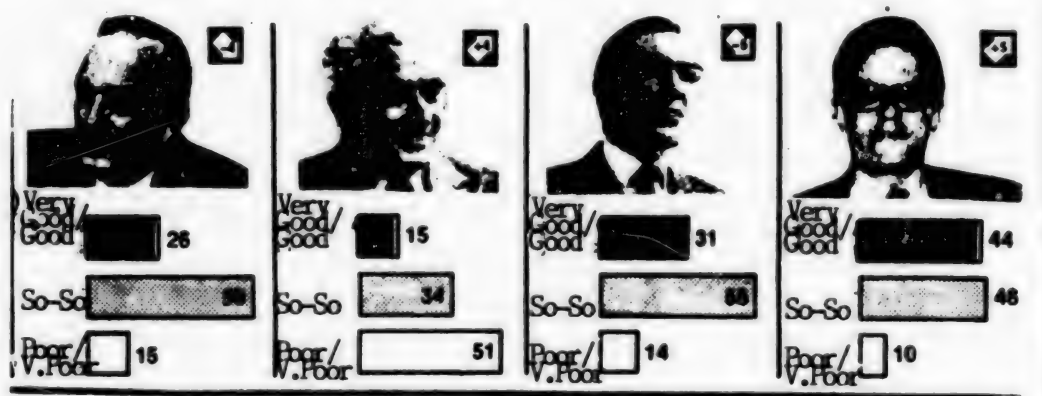 Very/
Good/
Good 26
So-So
Poor/
V.Poor 15
+4
Very
Good/
Good 15
So-So 34
Poor/
V.Poor 51
Very
Good/
Good 31
So-So
Poor/
V.Poor 14
+5
Very
Good/
Good 44
So-So 46
Poor/
V.Poor 10